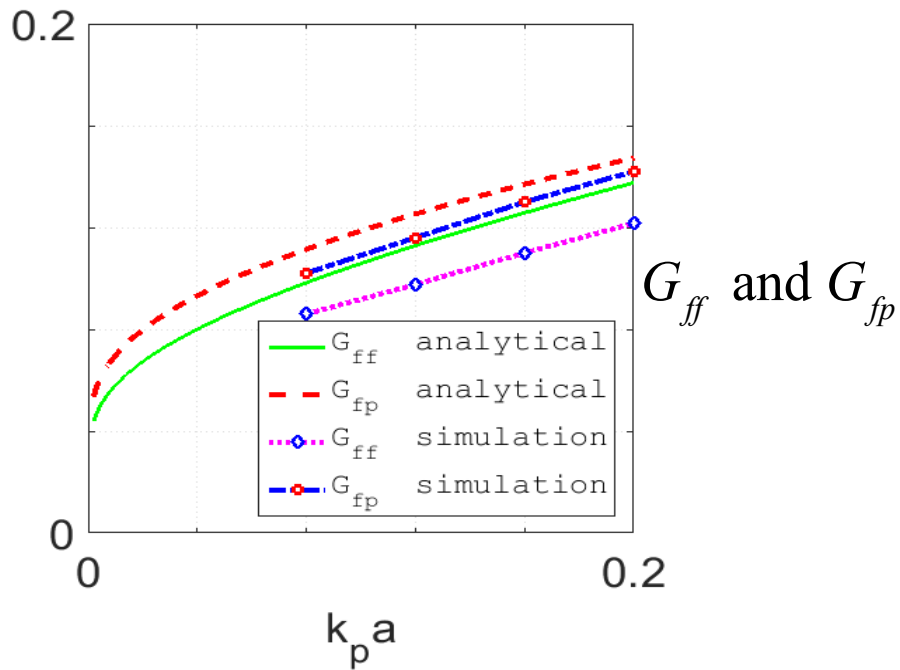 0.2
G_ff and G_fp
G_ff analytical
G_fp analytical
G_ff simulation
G_fp simulation
0
0 0.2
k_p a